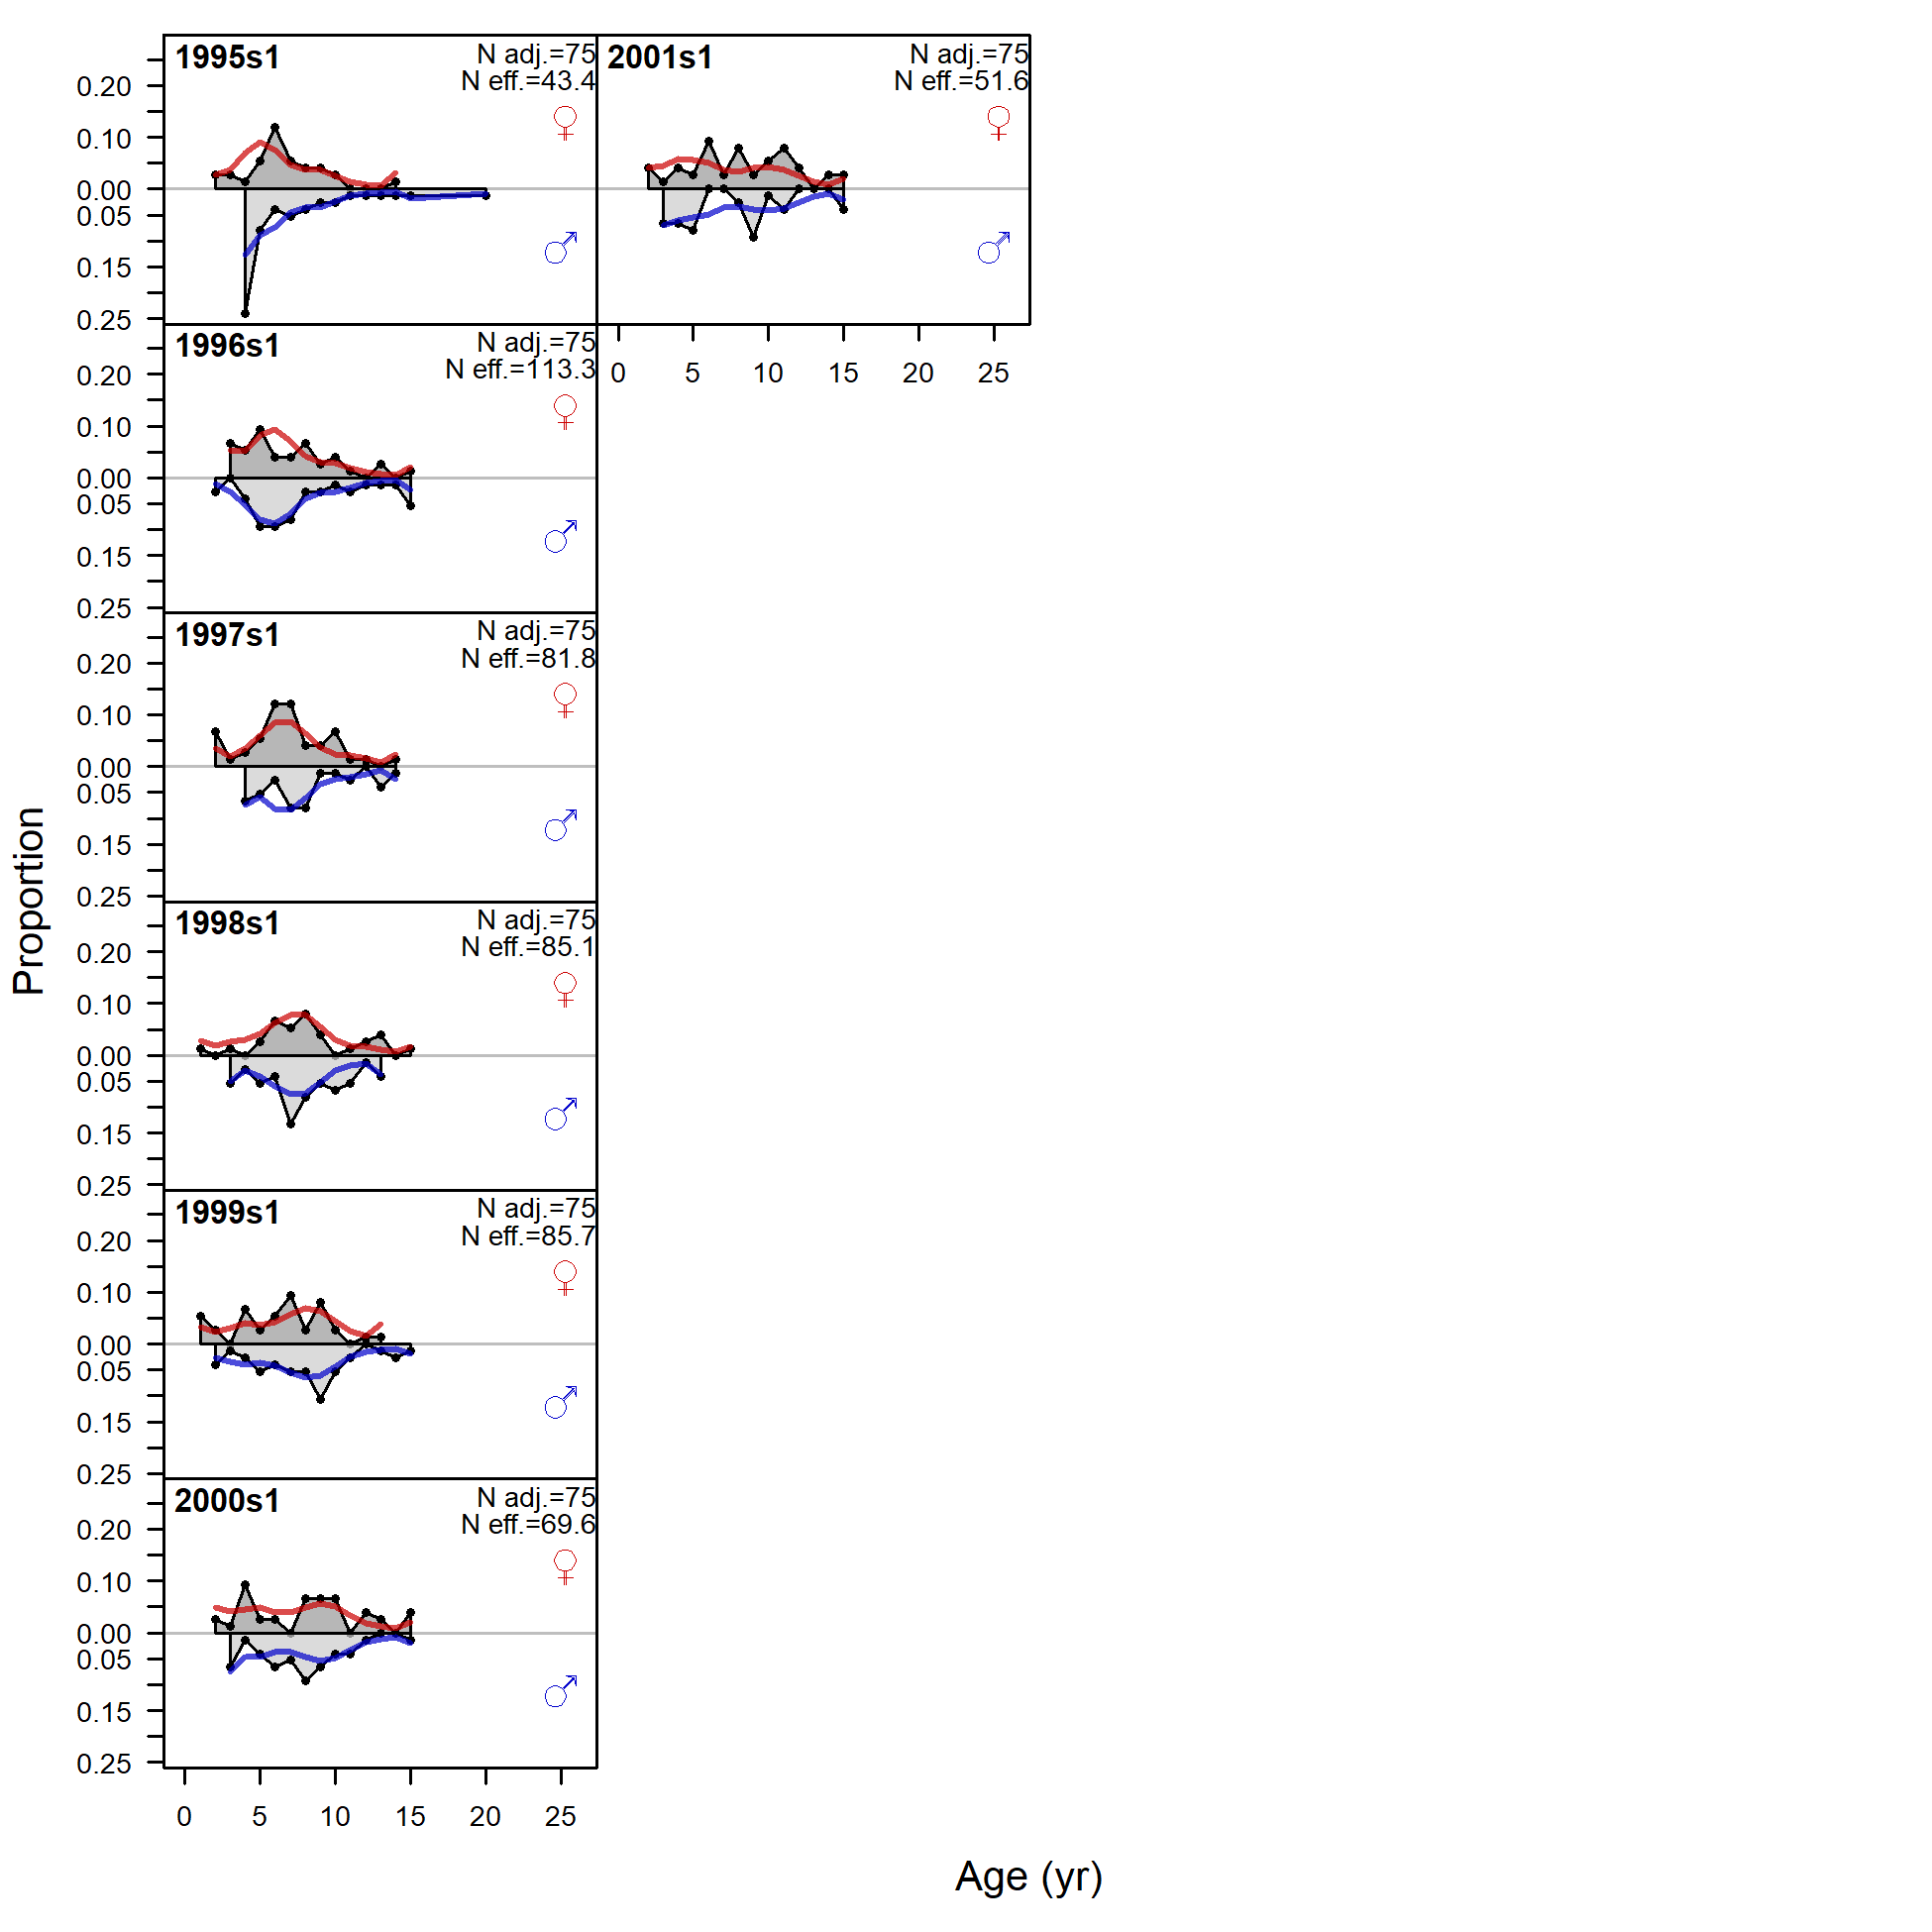 1995s1
N adj.=75
N eff.=43.4
♀
♂
0.20
0.10
0.00
0.05
0.15
0.25
2001s1
N adj.=75
N eff.=51.6
♀
♂
0 5 10 15 20 25
1996s1
N adj.=75
N eff.=113.3
♀
♂
0.20
0.10
0.00
0.05
0.15
0.25
1997s1
N adj.=75
N eff.=81.8
♀
♂
0.20
0.10
0.00
0.05
0.15
0.25
1998s1
N adj.=75
N eff.=85.1
♀
♂
0.20
0.10
0.00
0.05
0.15
0.25
1999s1
N adj.=75
N eff.=85.7
♀
♂
0.20
0.10
0.00
0.05
0.15
0.25
2000s1
N adj.=75
N eff.=69.6
♀
♂
0.20
0.10
0.00
0.05
0.15
0.25
0 5 10 15 20 25
Proportion
Age (yr)